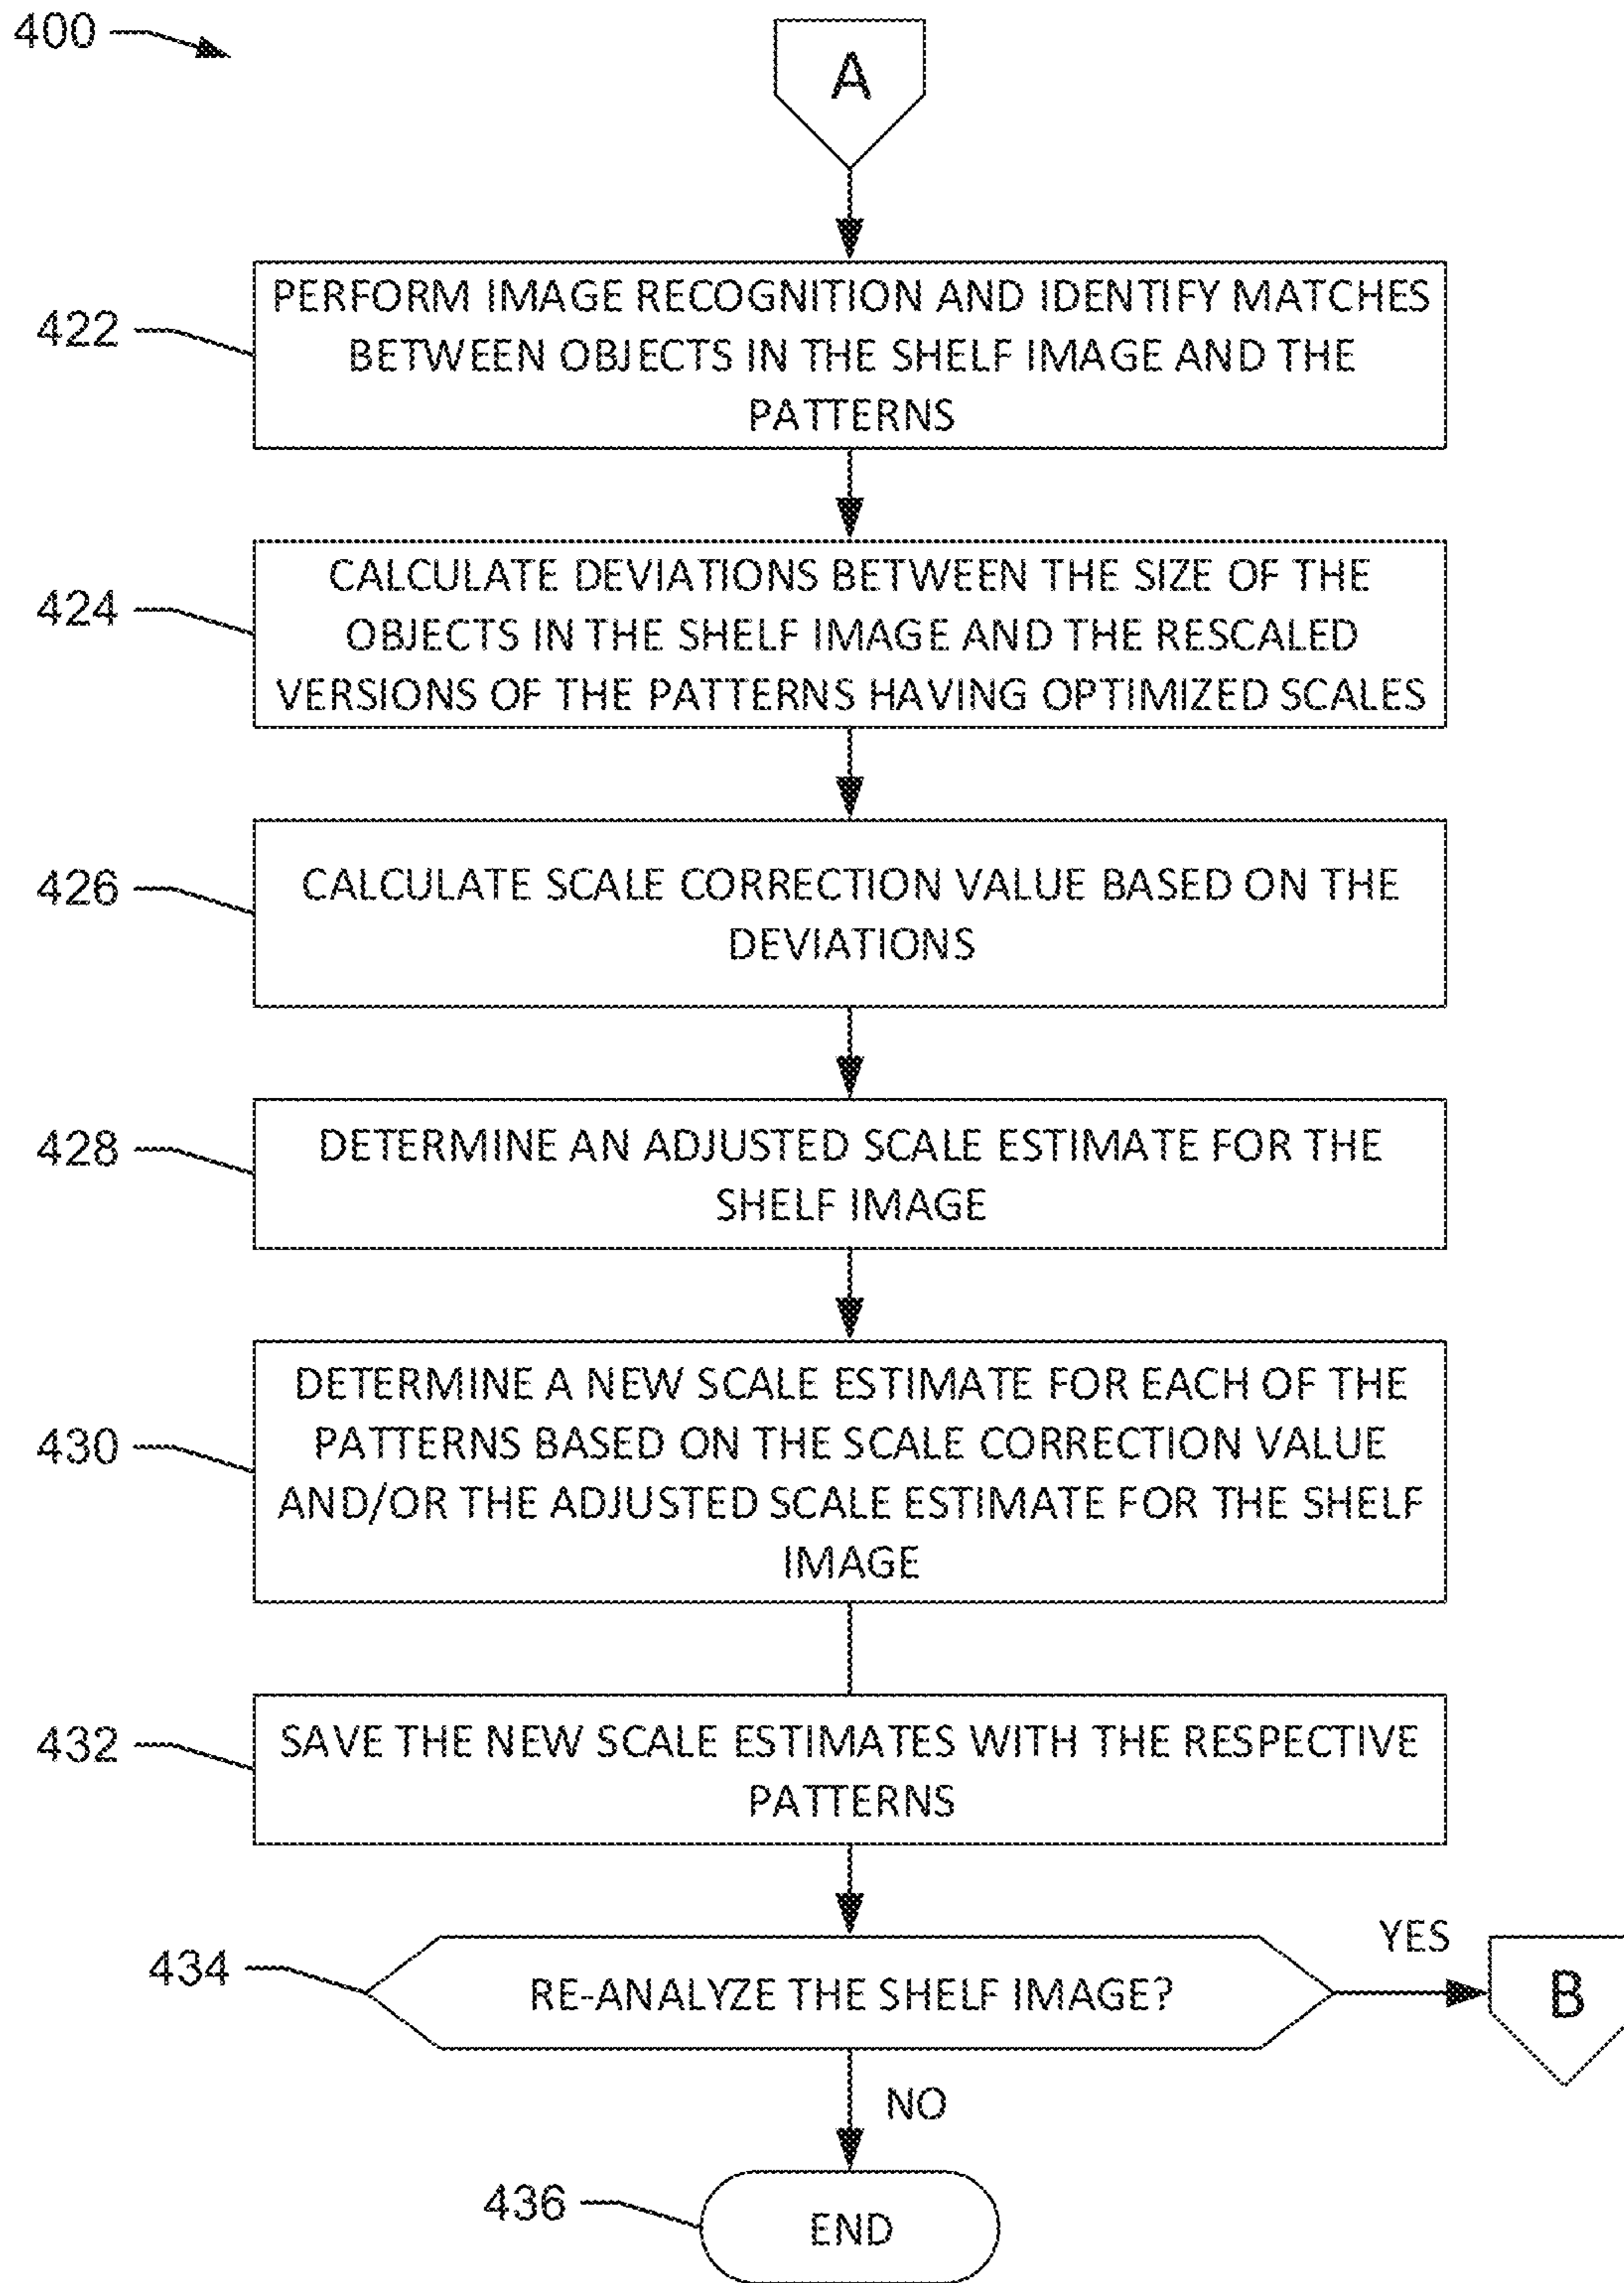 400
A
422
PERFORM IMAGE RECOGNITION AND IDENTIFY MATCHES
BETWEEN OBJECTS IN THE SHELF IMAGE AND THE
PATTERNS
424
CALCULATE DEVIATIONS BETWEEN THE SIZE OF THE
OBJECTS IN THE SHELF IMAGE AND THE RESCALED
VERSIONS OF THE PATTERNS HAVING OPTIMIZED SCALES
426
CALCULATE SCALE CORRECTION VALUE BASED ON THE
DEVIATIONS
428
DETERMINE AN ADJUSTED SCALE ESTIMATE FOR THE
SHELF IMAGE
430
DETERMINE A NEW SCALE ESTIMATE FOR EACH OF THE
PATTERNS BASED ON THE SCALE CORRECTION VALUE
AND/OR THE ADJUSTED SCALE ESTIMATE FOR THE SHELF
IMAGE
432
SAVE THE NEW SCALE ESTIMATES WITH THE RESPECTIVE
PATTERNS
434
RE-ANALYZE THE SHELF IMAGE?
YES
B
NO
436
END